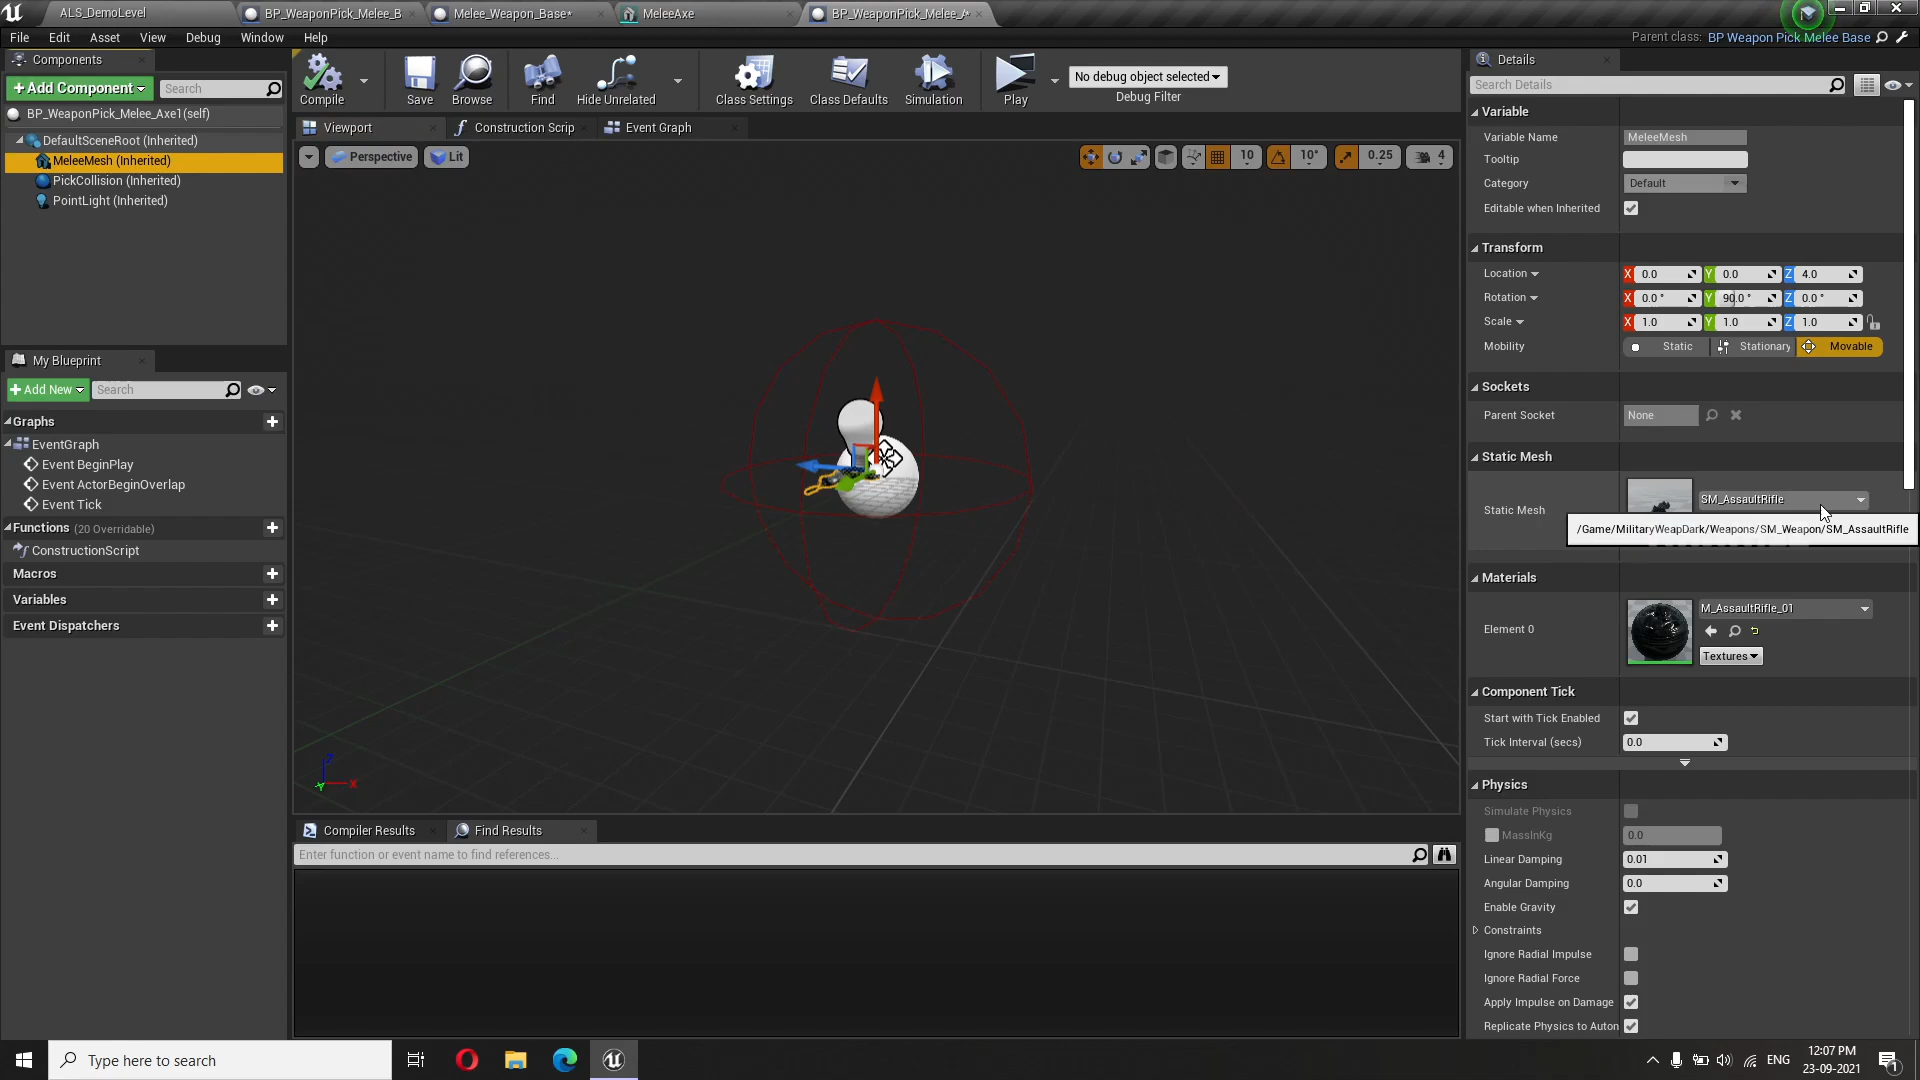 ALS_DemoLevel
BP_WeaponPick_Melee_B
Melee_Weapon_Base*
MeleeAxe
BP_WeaponPick_Melee_A*
File Edit Asset View Debug Window Help
Parent class: BP Weapon Pick Melee Base
Components
+Add Component
Search
BP_WeaponPick_Melee_Axe1(self)
DefaultSceneRoot (Inherited)
MeleeMesh (Inherited)
PickCollision (Inherited)
PointLight (Inherited)
My Blueprint
+Add New
Search
Graphs
EventGraph
Event BeginPlay
Event ActorBeginOverlap
Event Tick
Functions (20 Overridable)
ConstructionScript
Macros
Variables
Event Dispatchers
Compile
Save
Browse
Find
Hide Unrelated
Class Settings
Class Defaults
Simulation
Play
No debug object selected
Debug Filter
Viewport
Construction Scrip
Event Graph
Perspective
Lit
10
10°
0.25
4
Z
X
Y
Compiler Results
Find Results
Enter function or event name to find references...
Details
Search Details
Variable
Variable Name MeleeMesh
Tooltip
Category Default
Editable when Inherited
Transform
Location X 0.0 Y 0.0 Z 4.0
Rotation X 0.0 ° Y 90.0 ° Z 0.0 °
Scale X 1.0 Y 1.0 Z 1.0
Mobility Static Stationary Movable
Sockets
Parent Socket None
Static Mesh
Static Mesh SM_AssaultRifle
/Game/MilitaryWeapDark/Weapons/SM_Weapon/SM_AssaultRifle
Materials
Element 0 M_AssaultRifle_01
Textures
Component Tick
Start with Tick Enabled
Tick Interval (secs) 0.0
Physics
Simulate Physics
MassInKg 0.0
Linear Damping 0.01
Angular Damping 0.0
Enable Gravity
Constraints
Ignore Radial Impulse
Ignore Radial Force
Apply Impulse on Damage
Replicate Physics to Auton
Type here to search
ENG
12:07 PM
23-09-2021
1